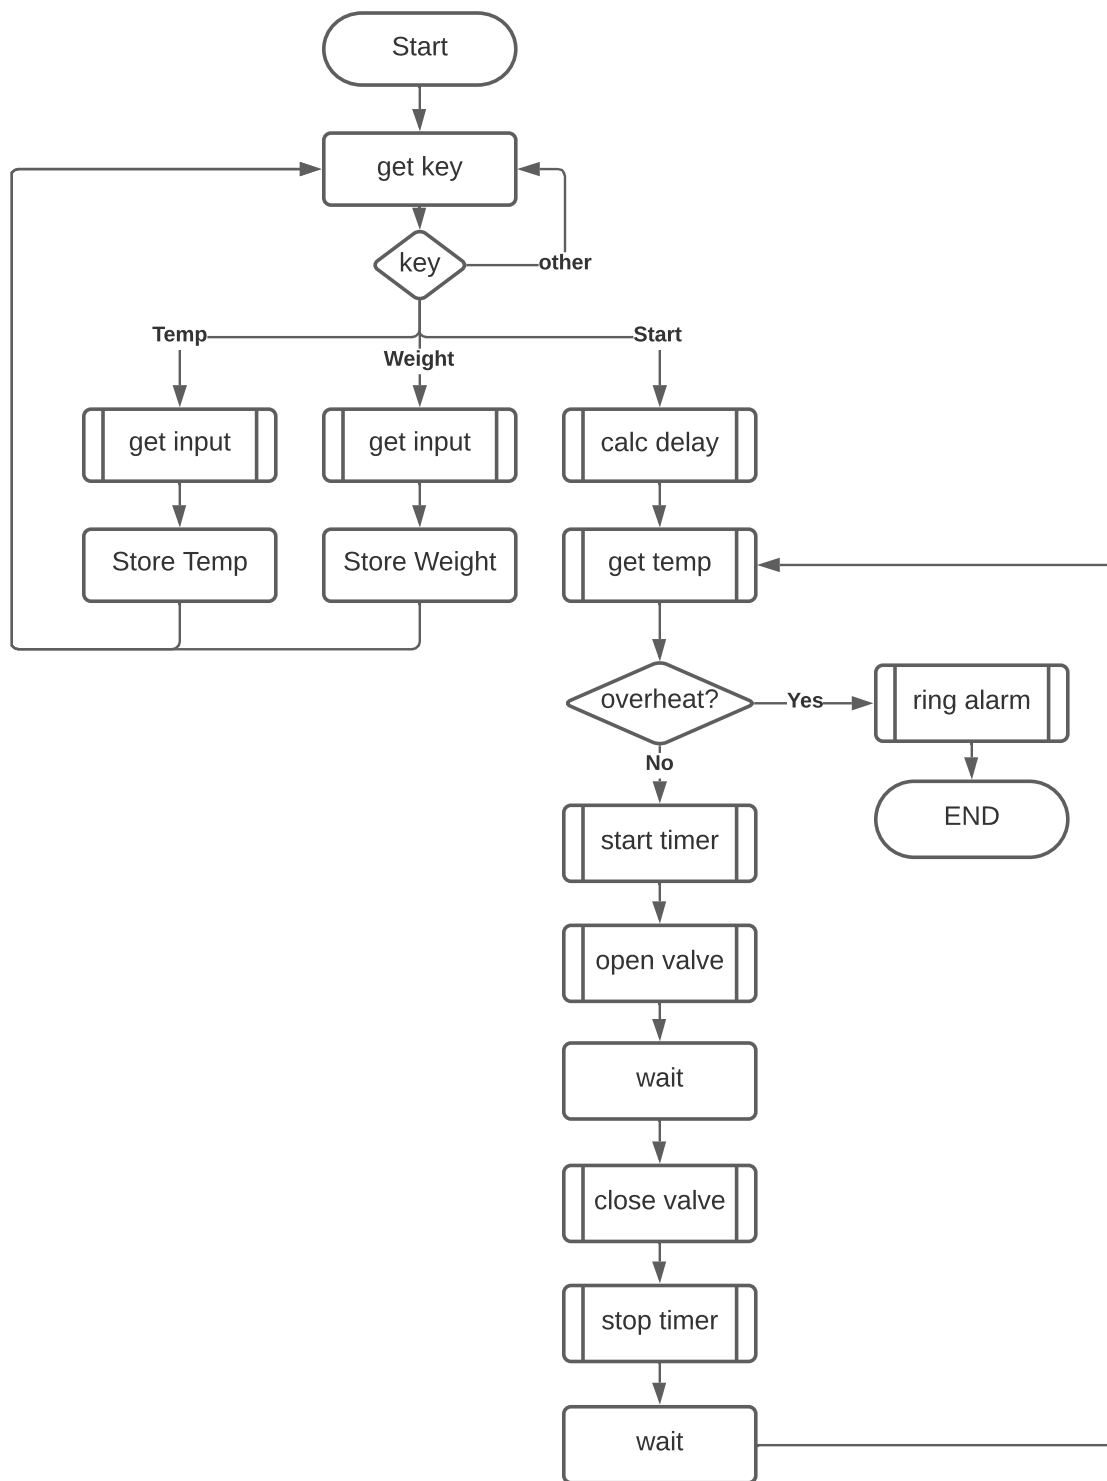 Start
get key
key
other
Temp
Weight
Start
get input
get input
calc delay
Store Temp
Store Weight
get temp
overheat?
Yes
ring alarm
No
END
start timer
open valve
wait
close valve
stop timer
wait